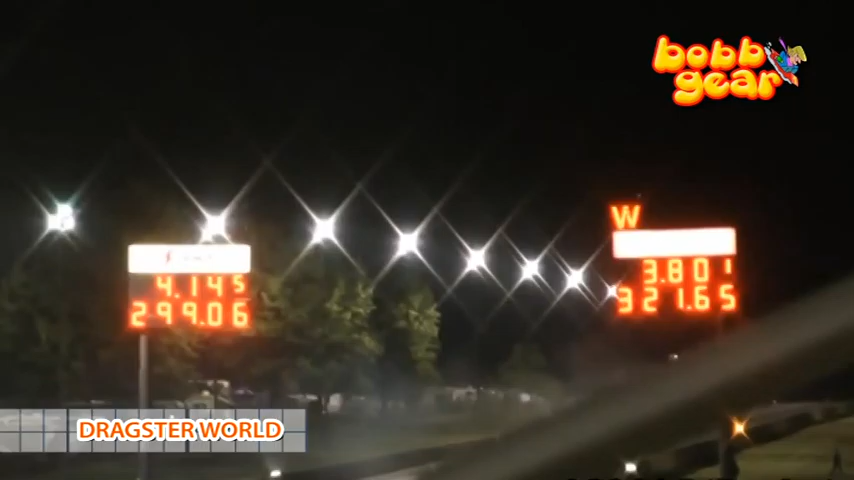 bobb
gear
W
4.145
299.06
3.801
321.65
DRAGSTER WORLD